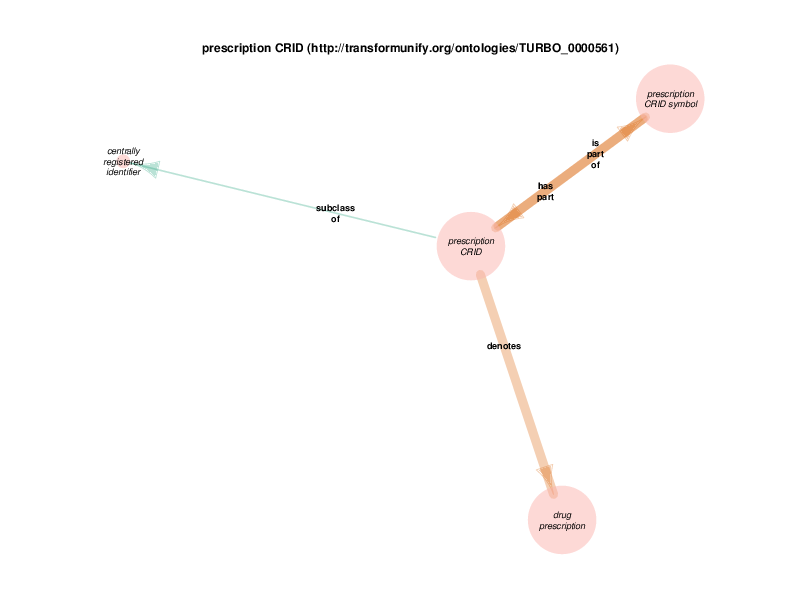 prescription CRID (http://transformunify.org/ontologies/TURBO_0000561)
prescription
CRID symbol
centrally
registered
identifier
is
part
of
has
part
subclass
of
prescription
CRID
denotes
drug
prescription